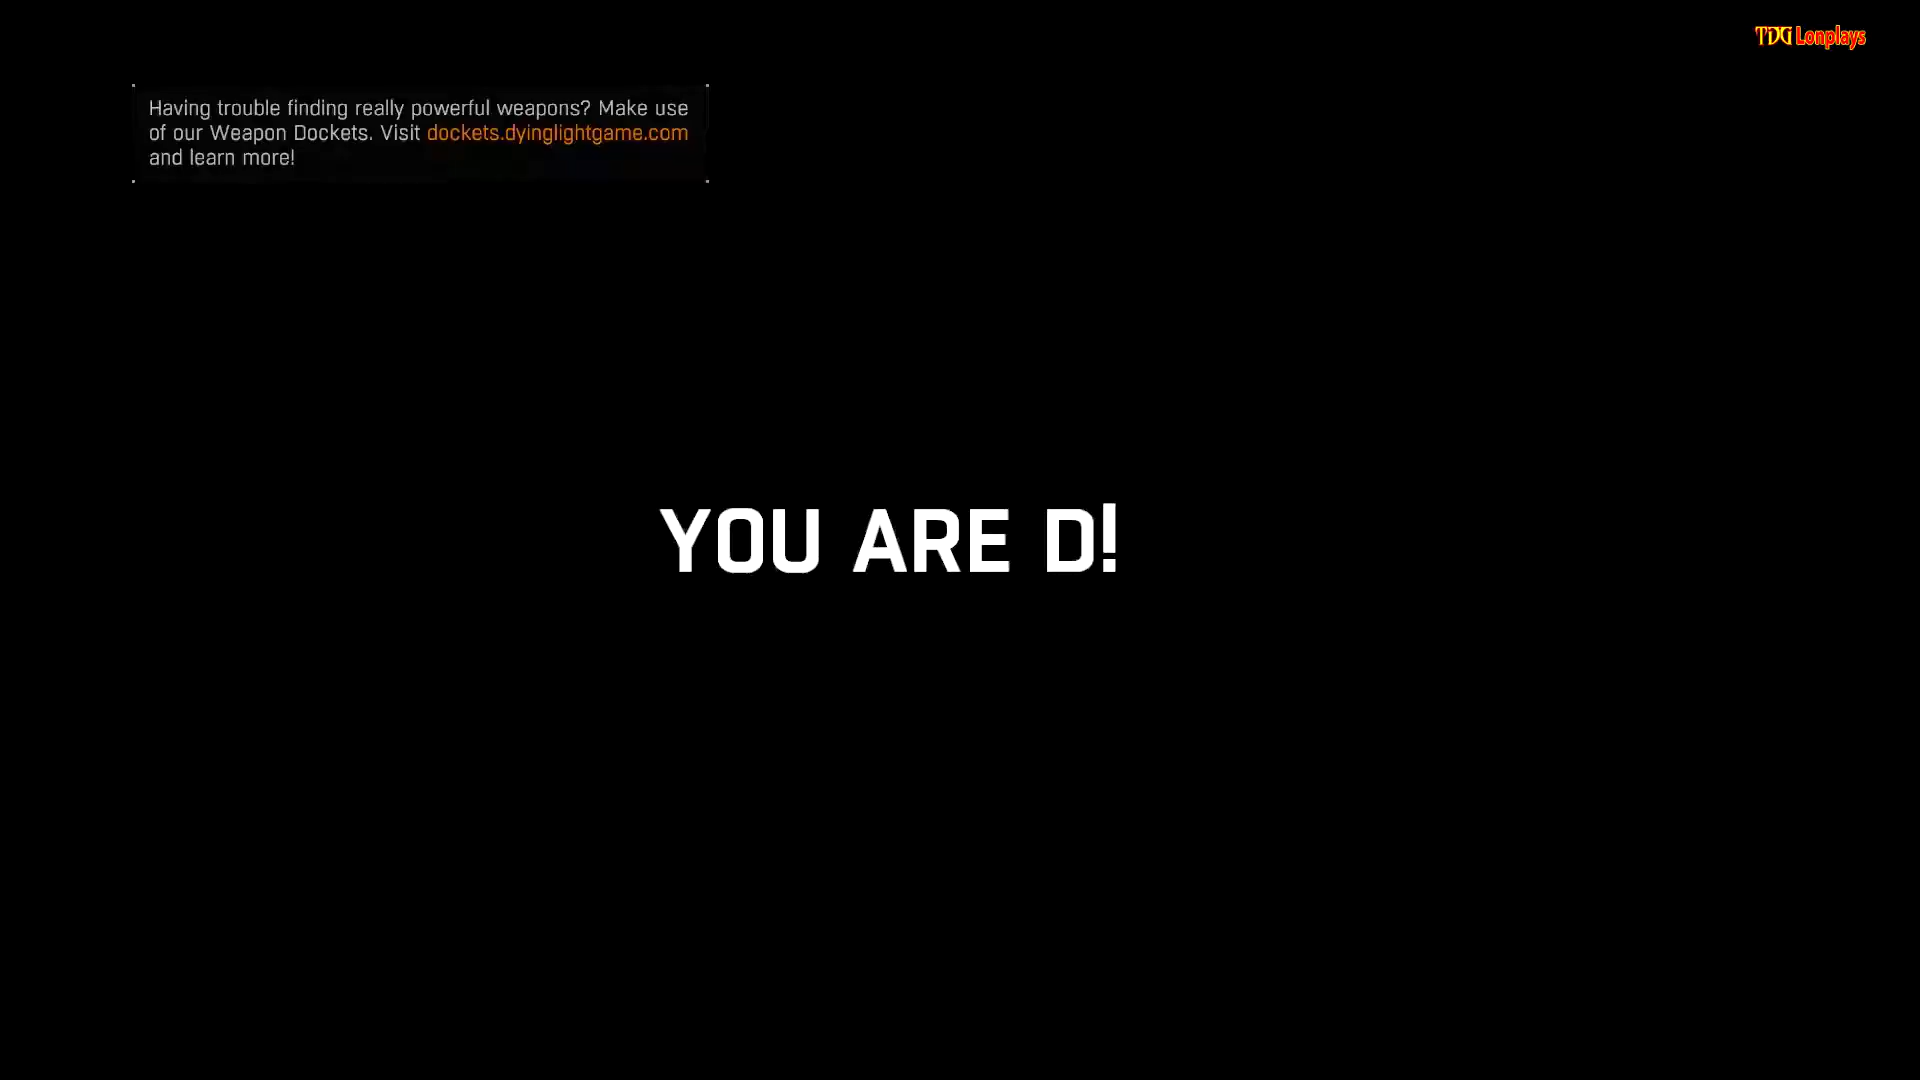 TDG Lonplays
Having trouble finding really powerful weapons? Make use
of our Weapon Dockets. Visit dockets.dyinglightgame.com
and learn more!
YOU ARE D!